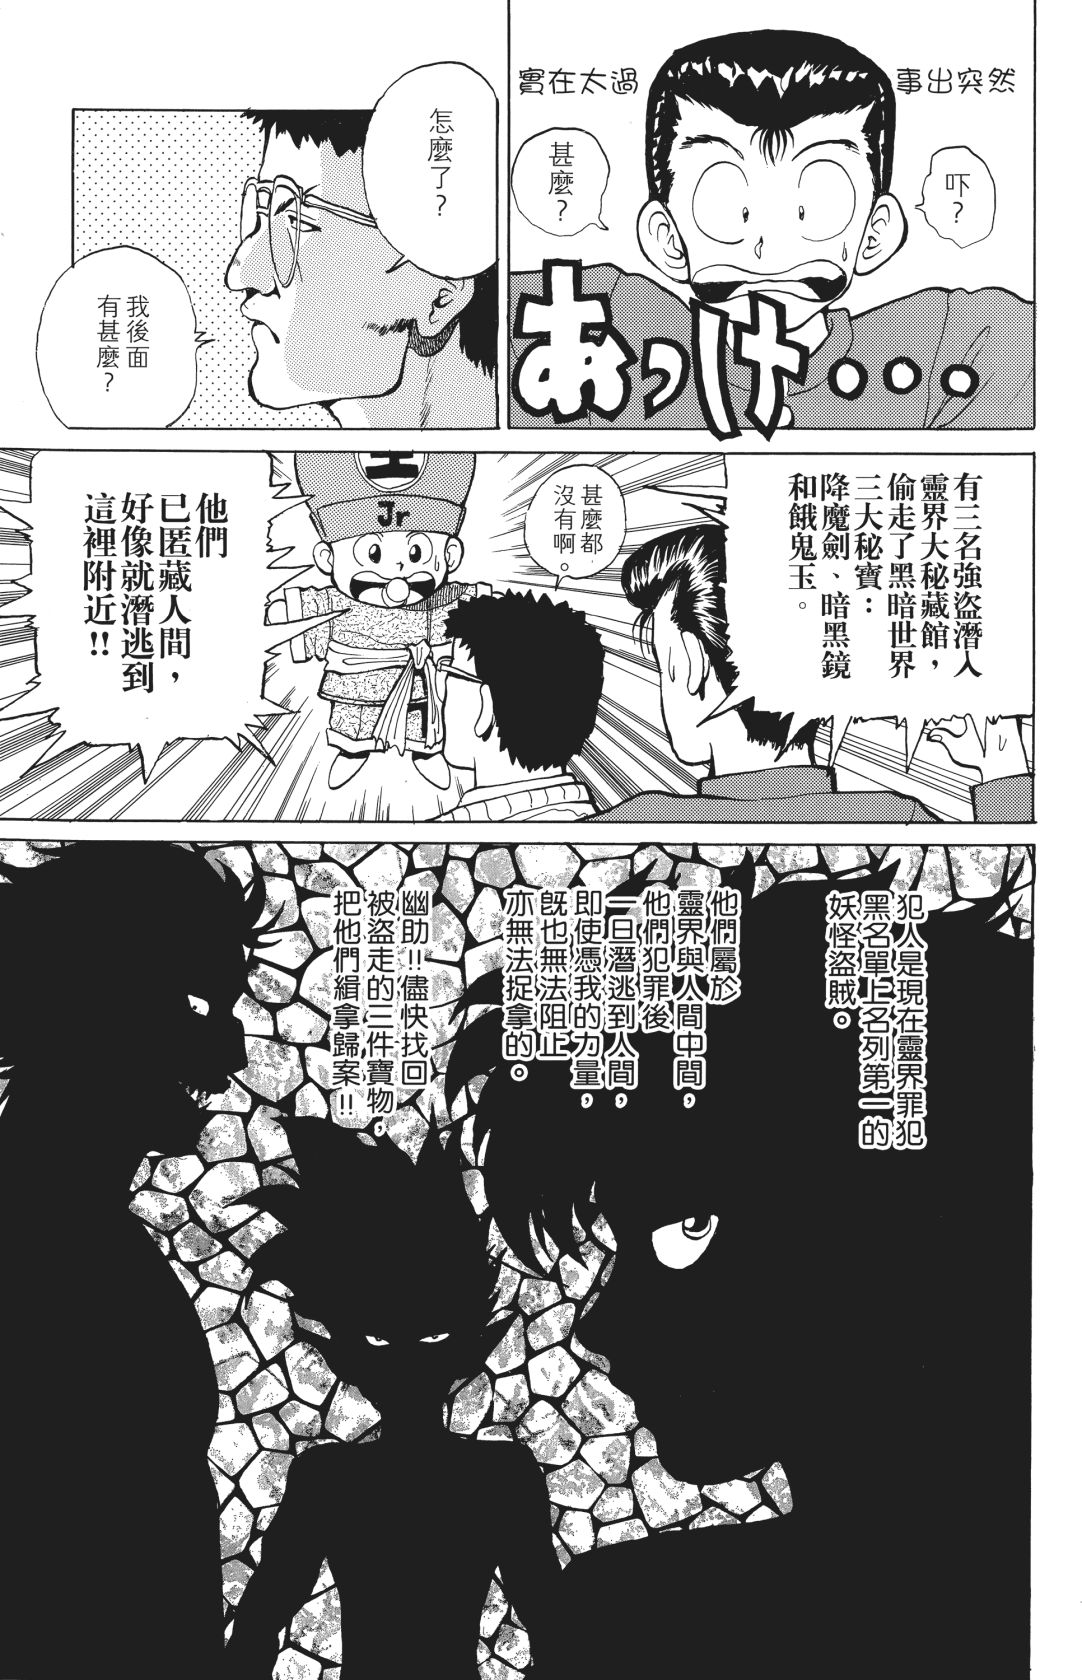 事出突然
實在太過
吓？
甚麼？
あっけ・・・
怎麼了？
我後面
有甚麼？
有三名強盜潛入
靈界大秘藏館，
偷走了黑暗世界
三大秘寶：
降魔劍、暗黑鏡
和餓鬼玉。
甚麼都
沒有啊。
王
Jr
他們
已匿藏人間，
好像就潛逃到
這裡附近!!
犯人是現在靈界罪犯
黑名單上名列第一的
妖怪盜賊。
他們屬於
靈界與人間中間，
他們犯罪後
一旦潛逃到人間，
即使憑我的力量，
既也無法阻止
亦無法捉拿的。
幽助!!儘快找回
被盜走的三件寶物，
把他們緝拿歸案!!